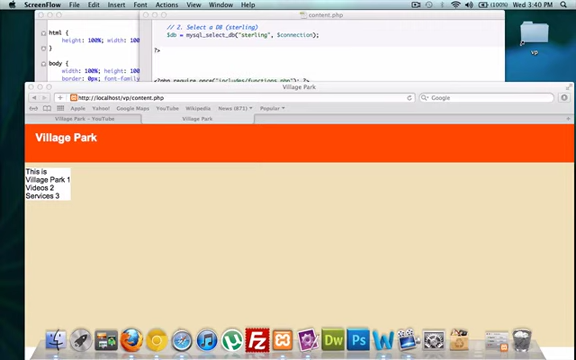 ScreenFlow File Edit Insert Font Actions View Window Help (100%) Wed 3:40 PM
content.php
// 2. Select a DB (sterling)
$db = mysql_select_db("sterling", $connection);
?>
html {
height: 100%;
}
body {
width: 100%;
border: 0px; font-family
vp
Village Park
http://localhost/vp/content.php
Google
Apple Yahoo! Google Maps YouTube Wikipedia News (871) Popular
Village Park - YouTube Village Park
Village Park
This is
Village Park 1
Videos 2
Services 3